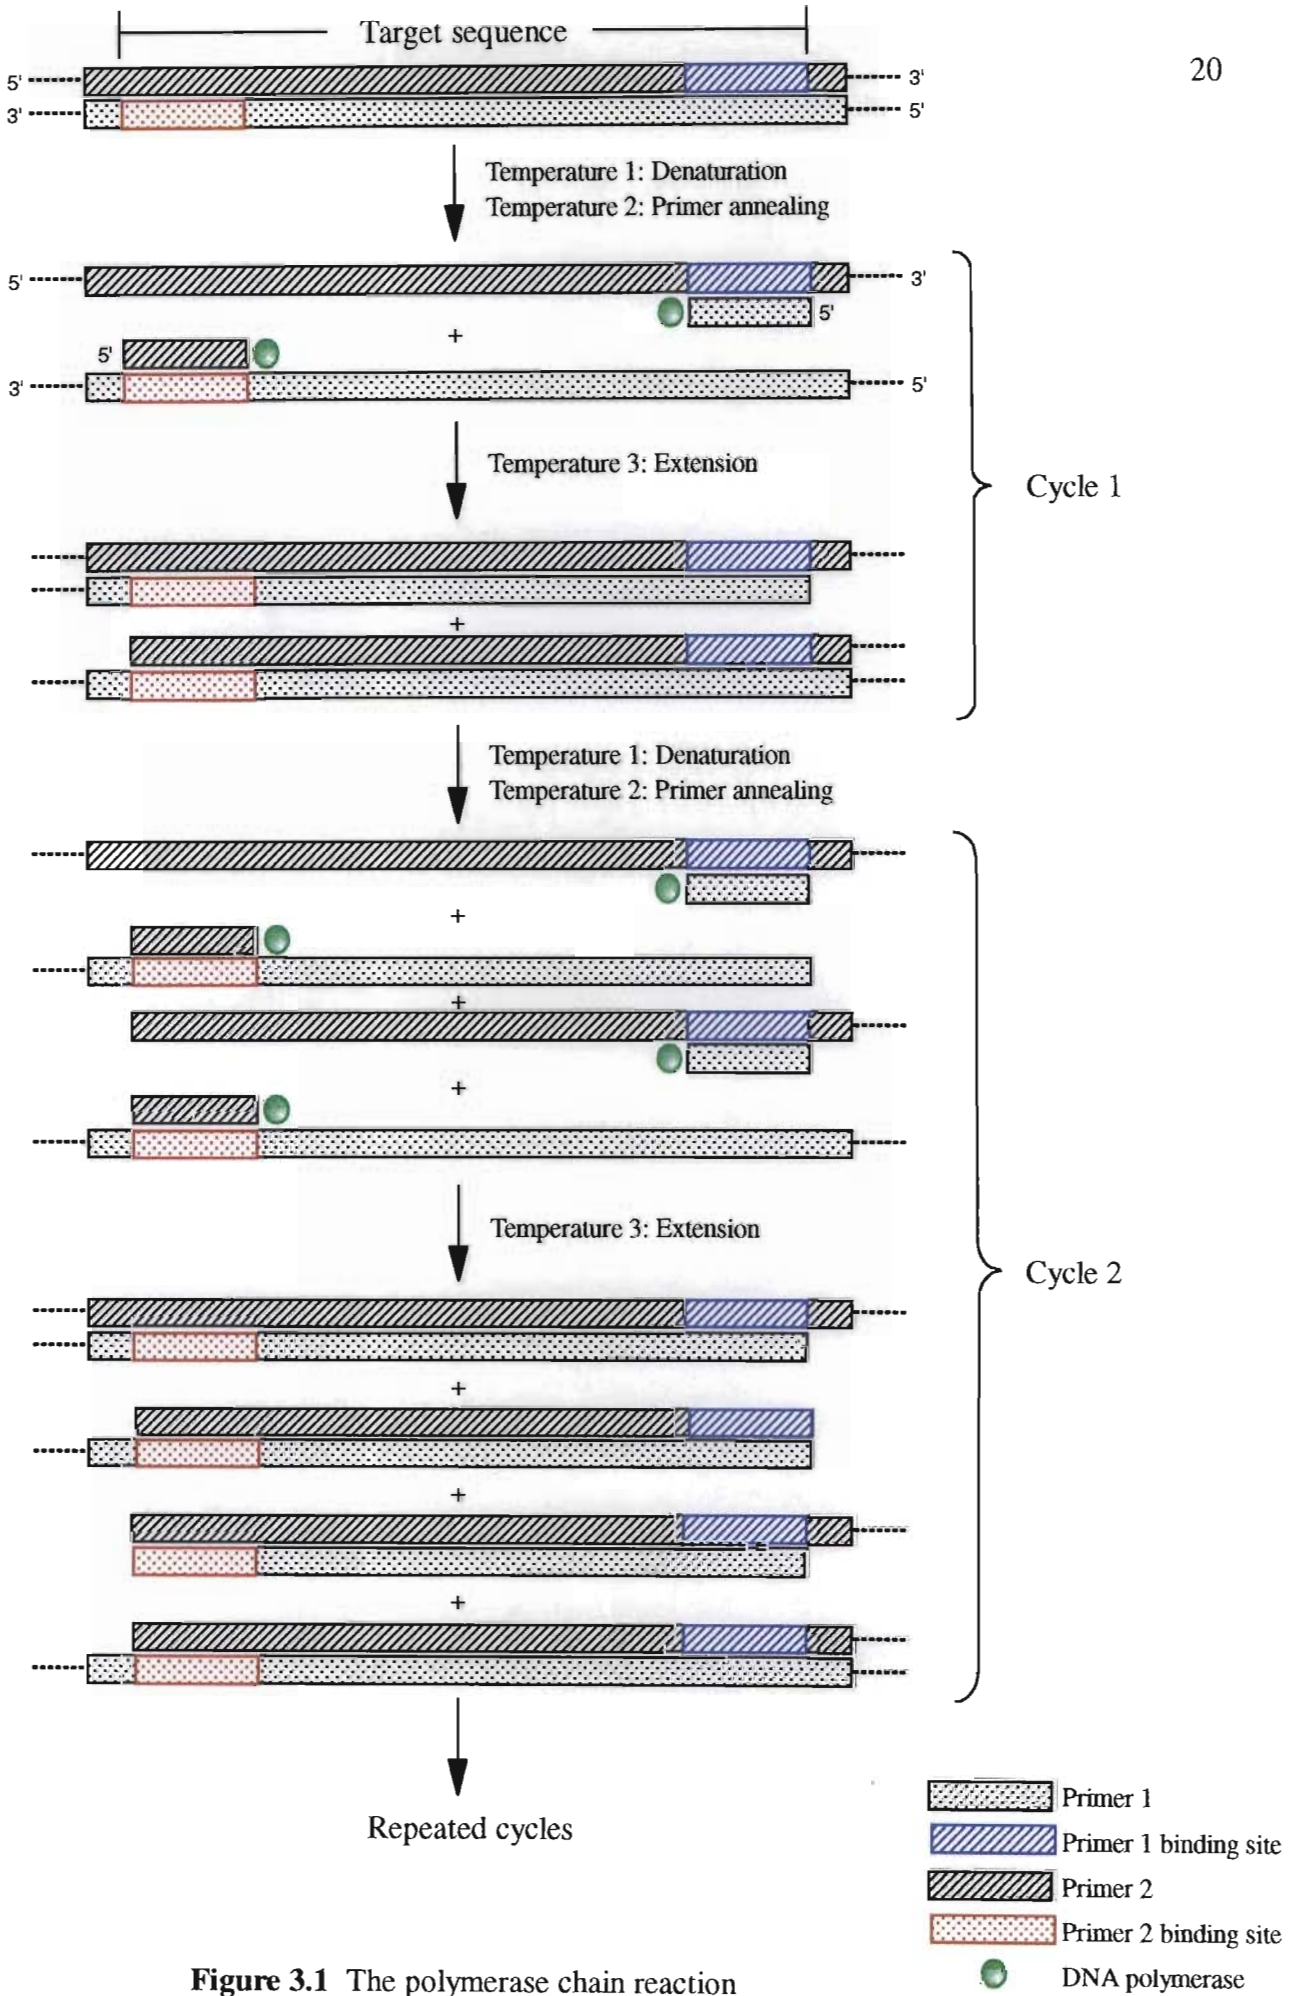 Target sequence
20
5' 3'
3' 5'
Temperature 1: Denaturation
Temperature 2: Primer annealing
5' 3'
5'
+
5'
3' 5'
Temperature 3: Extension
Cycle 1
+
Temperature 1: Denaturation
Temperature 2: Primer annealing
+
+
+
Temperature 3: Extension
Cycle 2
+
+
+
Repeated cycles
Primer 1
Primer 1 binding site
Primer 2
Primer 2 binding site
DNA polymerase
Figure 3.1 The polymerase chain reaction